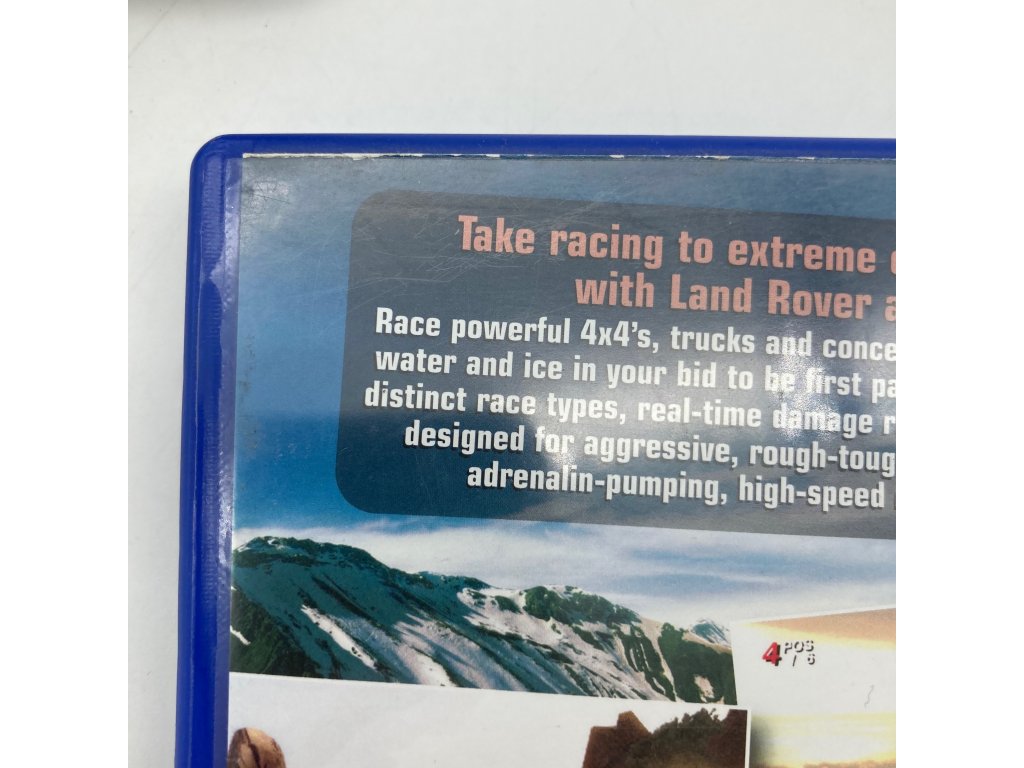 Take racing to extreme
with Land Rover
Race powerful 4x4's, trucks and conce
water and ice in your bid to be first pa
distinct race types, real-time damage r
designed for aggressive, rough-toug
adrenalin-pumping, high-speed
4 POS
/ 6